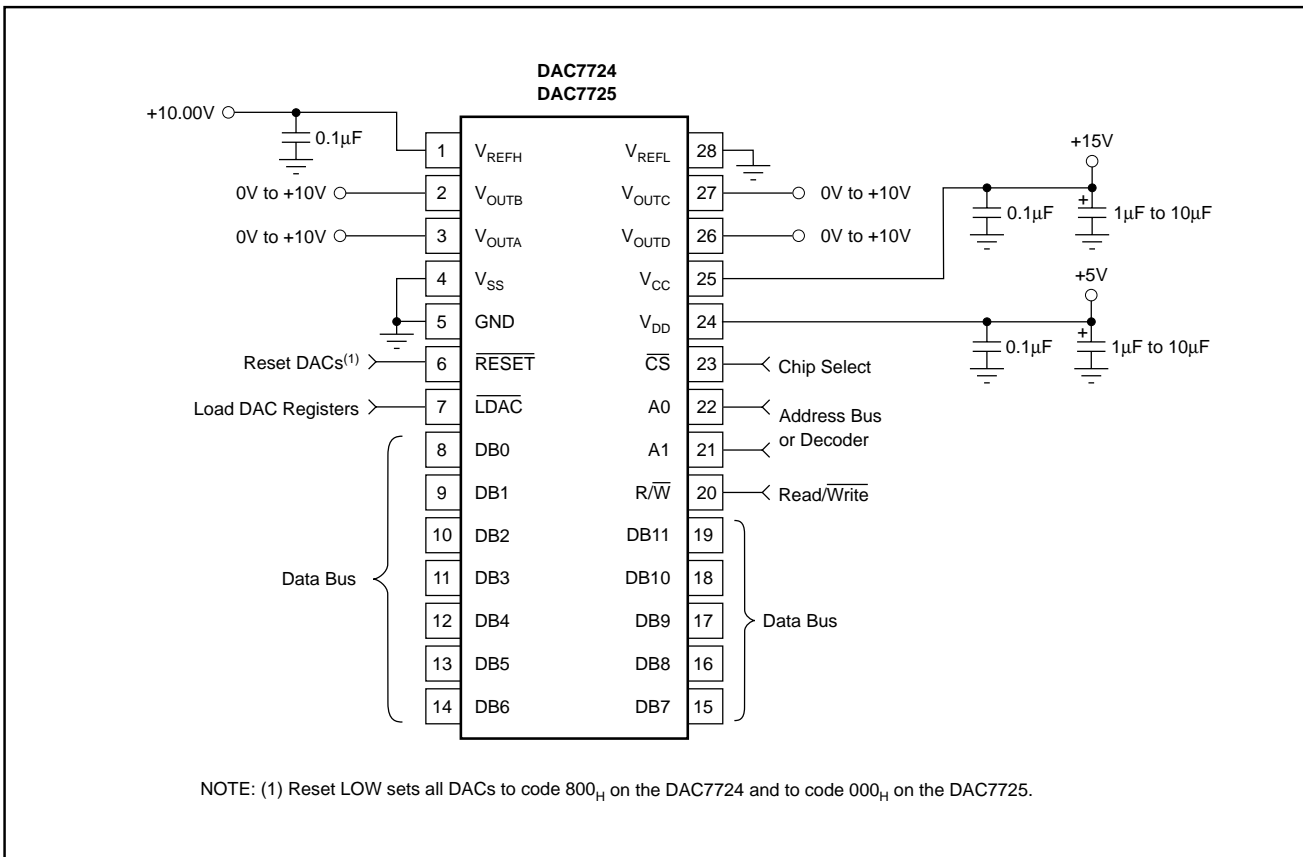 DAC7724
DAC7725
+10.00V
0.1µF
1 V_REFH
V_REFL 28
+15V
0V to +10V
2 V_OUTB
V_OUTC 27
0V to +10V
0.1µF
+
1µF to 10µF
0V to +10V
3 V_OUTA
V_OUTD 26
0V to +10V
4 V_SS
V_CC 25
+5V
5 GND
V_DD 24
0.1µF
+
1µF to 10µF
Reset DACs(1)
6 R̅E̅S̅E̅T̅
C̅S̅ 23
Chip Select
Load DAC Registers
7 L̅D̅A̅C̅
A0 22
Address Bus
or Decoder
8 DB0
A1 21
9 DB1
R/W̅ 20
Read/W̅r̅i̅t̅e̅
10 DB2
DB11 19
Data Bus
11 DB3
DB10 18
12 DB4
DB9 17
Data Bus
13 DB5
DB8 16
14 DB6
DB7 15
NOTE: (1) Reset LOW sets all DACs to code 800_H on the DAC7724 and to code 000_H on the DAC7725.